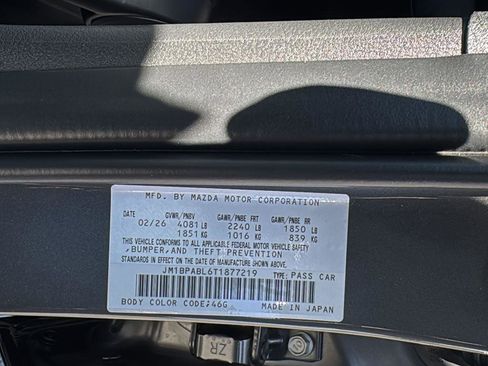 MFD. BY MAZDA MOTOR CORPORATION
DATE GVWR/PNBV GAWR/PNBE FRT GAWR/PNBE RR
02/26 4081 LB 2240 LB 1850 LB
1851 KG 1016 KG 839 KG
THIS VEHICLE CONFORMS TO ALL APPLICABLE FEDERAL MOTOR VEHICLE SAFETY
, BUMPER, AND THEFT PREVENTION
STANDARDS IN EFFECT ON THE DATE OF MANUFACTURE SHOWN ABOVE.
JM1BPABL6T1877219 TYPE: PASS CAR
BODY COLOR CODE:46G MADE IN JAPAN
ZR